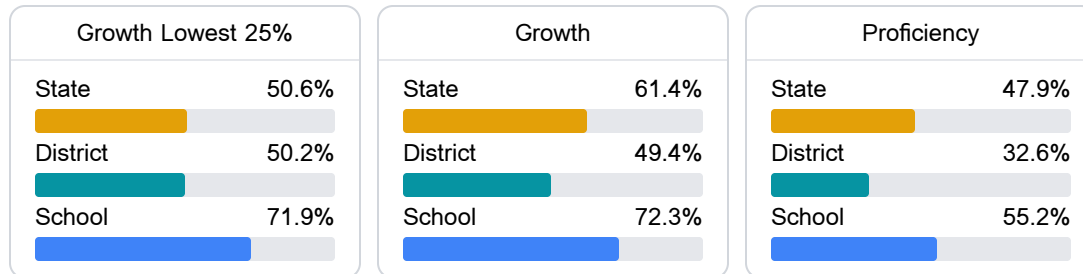 Growth Lowest 25%
State 50.6%
District 50.2%
School 71.9%
Growth
State 61.4%
District 49.4%
School 72.3%
Proficiency
State 47.9%
District 32.6%
School 55.2%